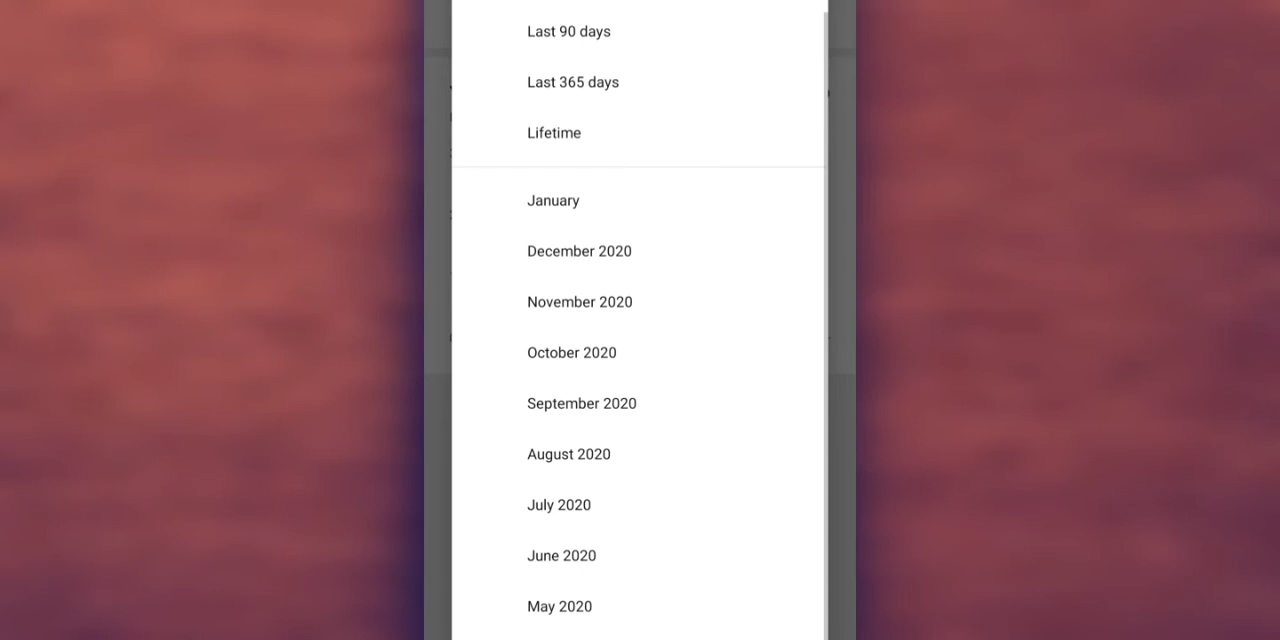 Last 90 days
Last 365 days
Lifetime
January
December 2020
November 2020
October 2020
September 2020
August 2020
July 2020
June 2020
May 2020